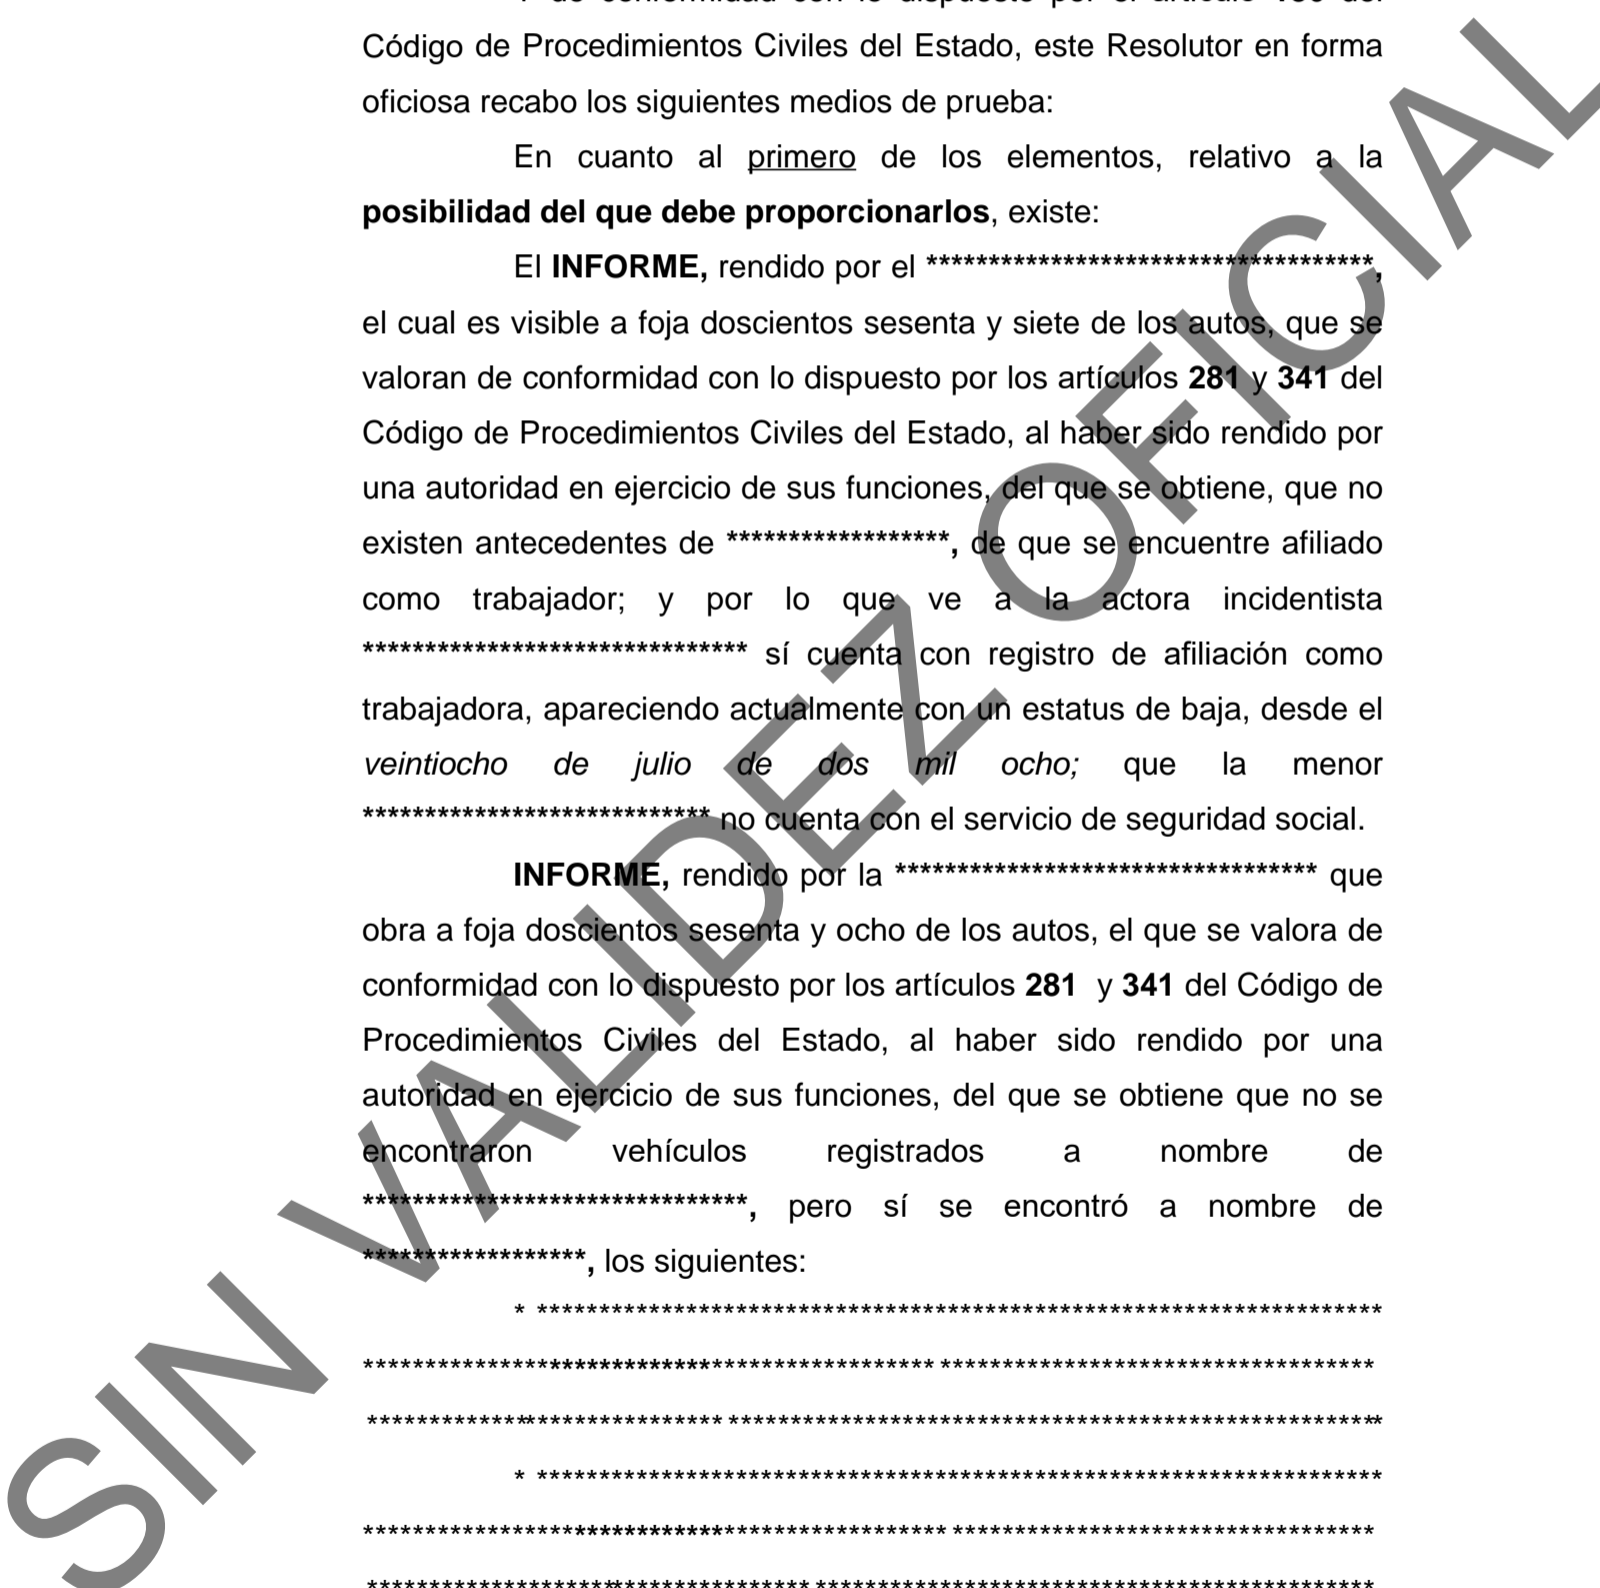 de conformidad con lo dispuesto por el artículo del
Código de Procedimientos Civiles del Estado, este Resolutor en forma
oficiosa recabo los siguientes medios de prueba:
En cuanto al primero de los elementos, relativo a la
posibilidad del que debe proporcionarlos, existe:
El INFORME, rendido por el ************************************,
el cual es visible a foja doscientos sesenta y siete de los autos, que se
valoran de conformidad con lo dispuesto por los artículos 281 y 341 del
Código de Procedimientos Civiles del Estado, al haber sido rendido por
una autoridad en ejercicio de sus funciones, del que se obtiene, que no
existen antecedentes de ******************, de que se encuentre afiliado
como trabajador; y por lo que ve a la actora incidentista
******************************* sí cuenta con registro de afiliación como
trabajadora, apareciendo actualmente con un estatus de baja, desde el
veintiocho de julio de dos mil ocho; que la menor
**************************** no cuenta con el servicio de seguridad social.
INFORME, rendido por la ********************************** que
obra a foja doscientos sesenta y ocho de los autos, el que se valora de
conformidad con lo dispuesto por los artículos 281 y 341 del Código de
Procedimientos Civiles del Estado, al haber sido rendido por una
autoridad en ejercicio de sus funciones, del que se obtiene que no se
encontraron vehículos registrados a nombre de
*******************************, pero sí se encontró a nombre de
******************, los siguientes:
* ********************************************************************
********************************************** ***********************************
***************************** *****************************************************
* ********************************************************************
*********************************************** **********************************
************************************ *********************************************
SIN VALIDEZ OFICIAL